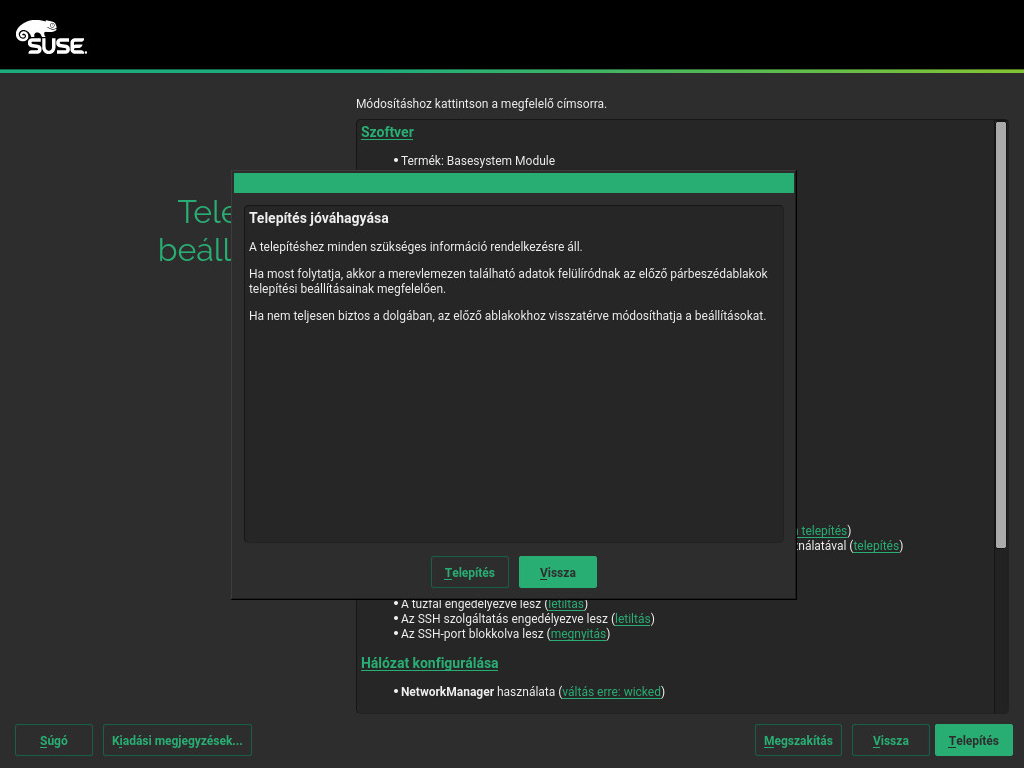 SUSE.
Módosításhoz kattintson a megfelelő címsorra.
Szoftver
• Termék: Basesystem Module
Telepítés jóváhagyása
A telepítéshez minden szükséges információ rendelkezésre áll.
Ha most folytatja, akkor a merevlemezen található adatok felülíródnak az előző párbeszédablakok
telepítési beállításainak megfelelően.
Ha nem teljesen biztos a dolgában, az előző ablakokhoz visszatérve módosíthatja a beállításokat.
Telepítés
Vissza
telepítés)
nálatával (telepítés)
• A tűzfal engedélyezve lesz (letiltás)
• Az SSH szolgáltatás engedélyezve lesz (letiltás)
• Az SSH-port blokkolva lesz (megnyitás)
Hálózat konfigurálása
• NetworkManager használata (váltás erre: wicked)
Súgó
Kiadási megjegyzések...
Megszakítás
Vissza
Telepítés